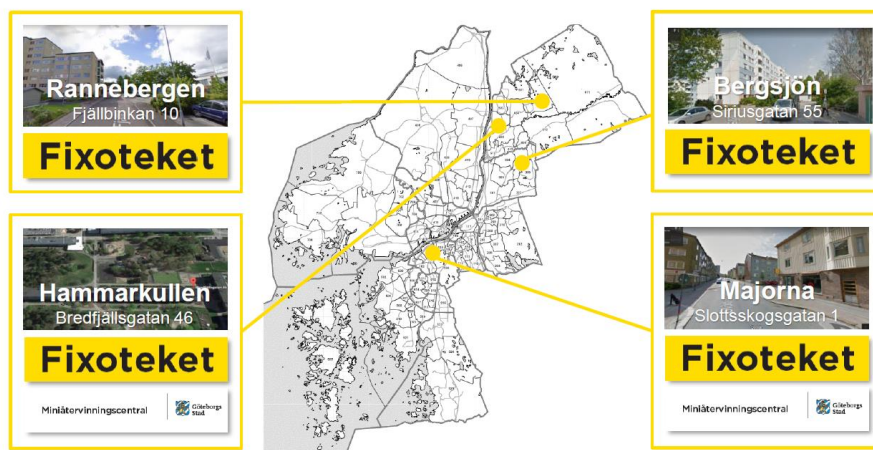 Rannebergen
Fjällbinkan 10
Fixoteket
Bergsjön
Siriusgatan 55
Fixoteket
Hammarkullen
Bredfjällsgatan 46
Fixoteket
Miniåtervinningscentral
Göteborgs
Stad
Majorna
Slottsskogsgatan 1
Fixoteket
Miniåtervinningscentral
Göteborgs
Stad